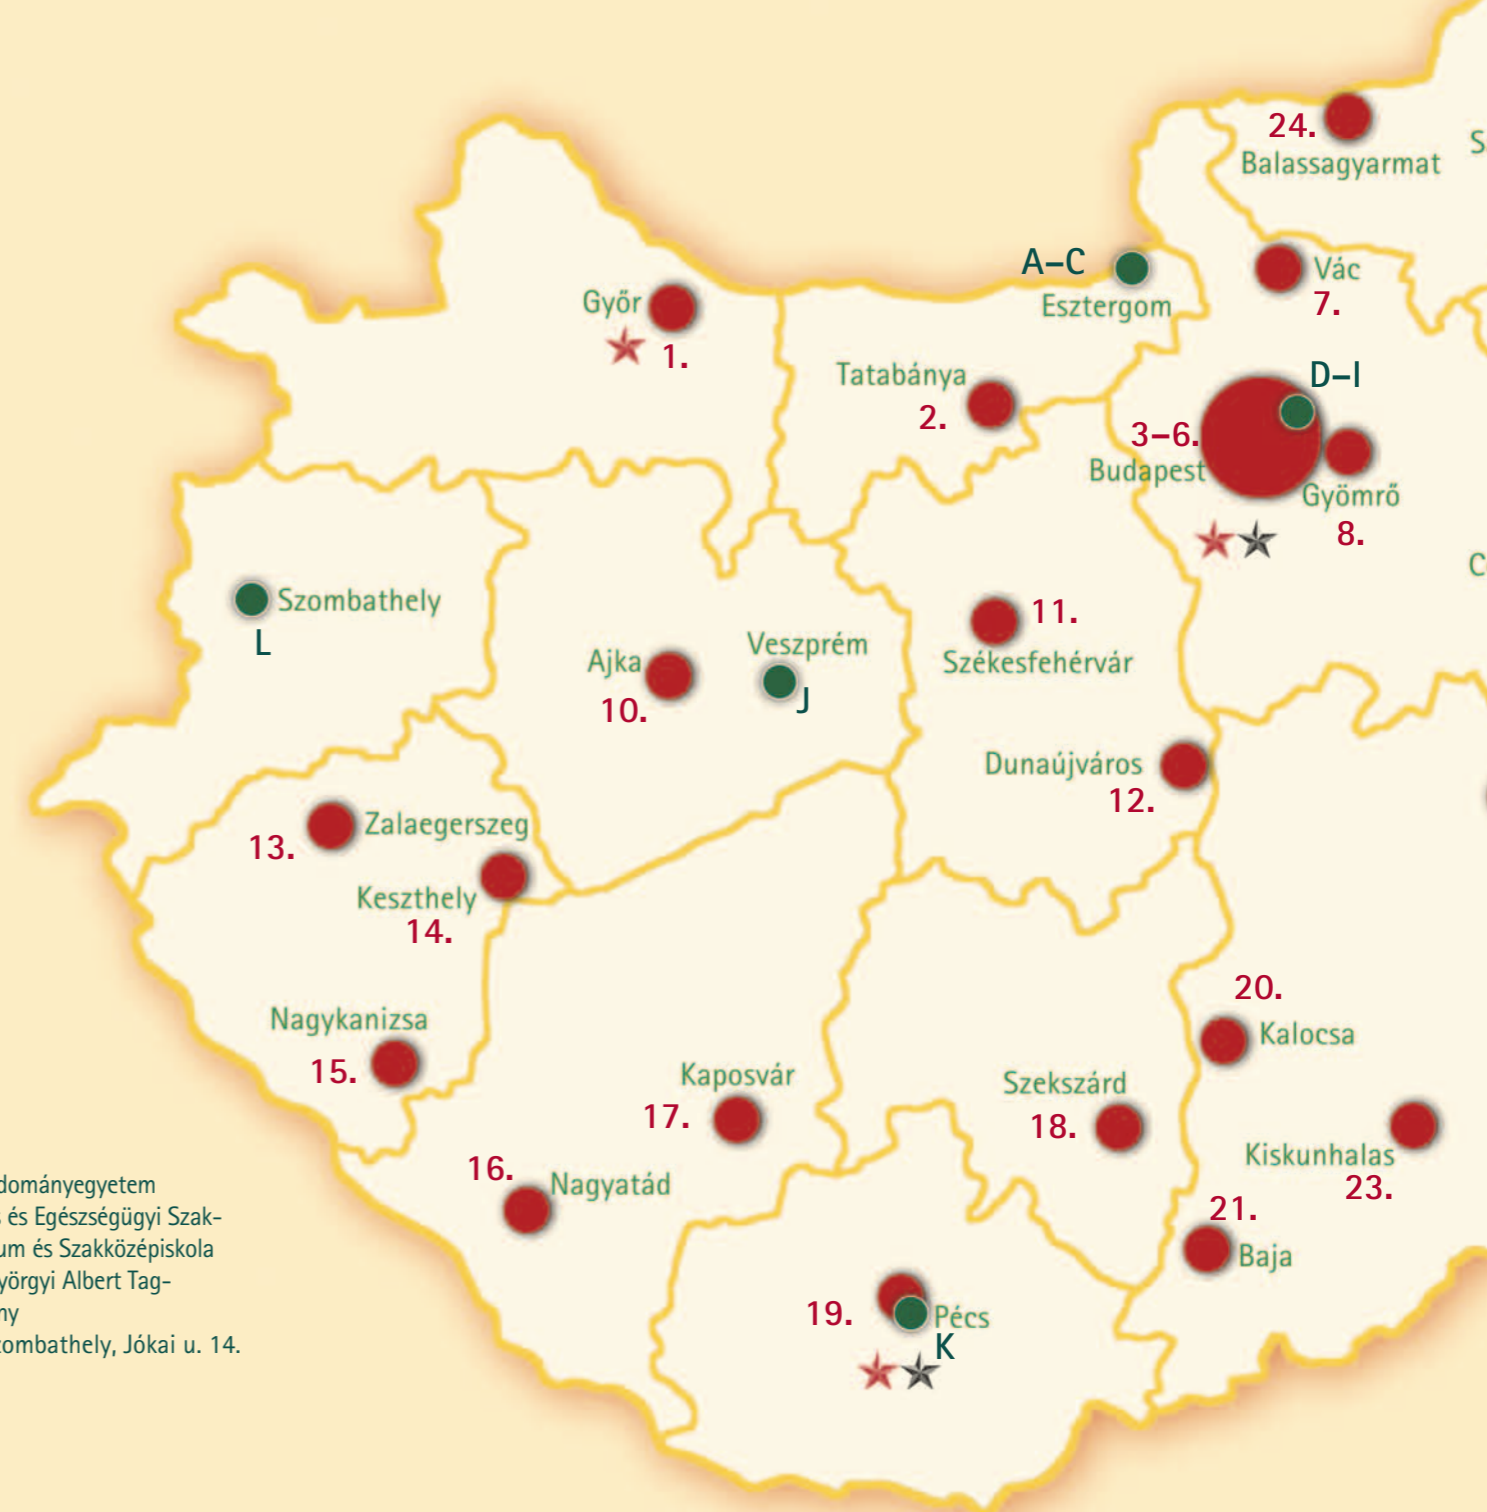 24.
Balassagyarmat
S
A–C
Esztergom
Vác
7.
Győr
1.
Tatabánya
2.
D–I
3–6.
Budapest
Gyömrő
8.
C
Szombathely
L
Ajka
10.
Veszprém
J
11.
Székesfehérvár
Dunaújváros
12.
13.
Zalaegerszeg
Keszthely
14.
20.
Kalocsa
Nagykanizsa
15.
Kaposvár
17.
Szekszárd
18.
Kiskunhalas
23.
16.
Nagyatád
21.
Baja
19.
Pécs
K
dományegyetem
s és Egészségügyi Szak-
um és Szakközépiskola
yörgyi Albert Tag-
ny
zombathely, Jókai u. 14.